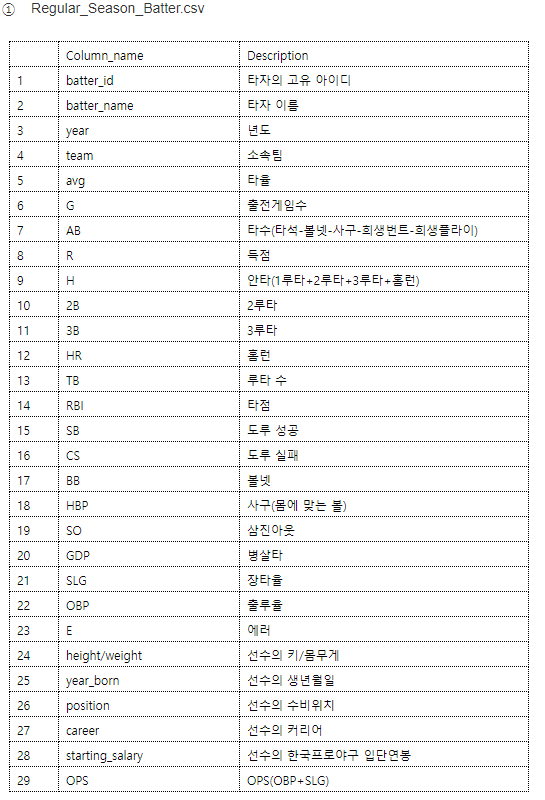 ① Regular_Season_Batter.csv
Column_name Description
1 batter_id 타자의 고유 아이디
2 batter_name 타자 이름
3 year 년도
4 team 소속팀
5 avg 타율
6 G 출전게임수
7 AB 타수(타석-볼넷-사구-희생번트-희생플라이)
8 R 득점
9 H 안타(1루타+2루타+3루타+홈런)
10 2B 2루타
11 3B 3루타
12 HR 홈런
13 TB 루타 수
14 RBI 타점
15 SB 도루 성공
16 CS 도루 실패
17 BB 볼넷
18 HBP 사구(몸에 맞는 볼)
19 SO 삼진아웃
20 GDP 병살타
21 SLG 장타율
22 OBP 출루율
23 E 에러
24 height/weight 선수의 키/몸무게
25 year_born 선수의 생년월일
26 position 선수의 수비위치
27 career 선수의 커리어
28 starting_salary 선수의 한국프로야구 입단연봉
29 OPS OPS(OBP+SLG)